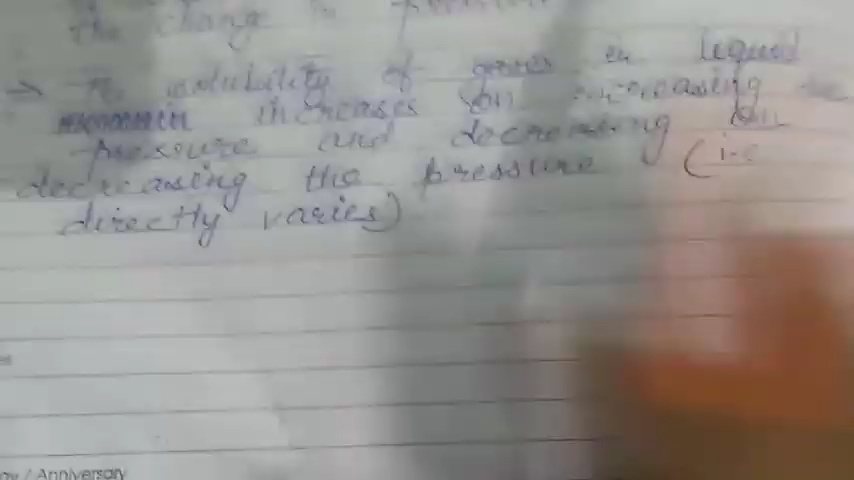 the change in
→ The solubility of gases in liquid
increases on increasing the
pressure and decreasing on
decreasing the pressure (i.e
directly varies)
/ Anniversary